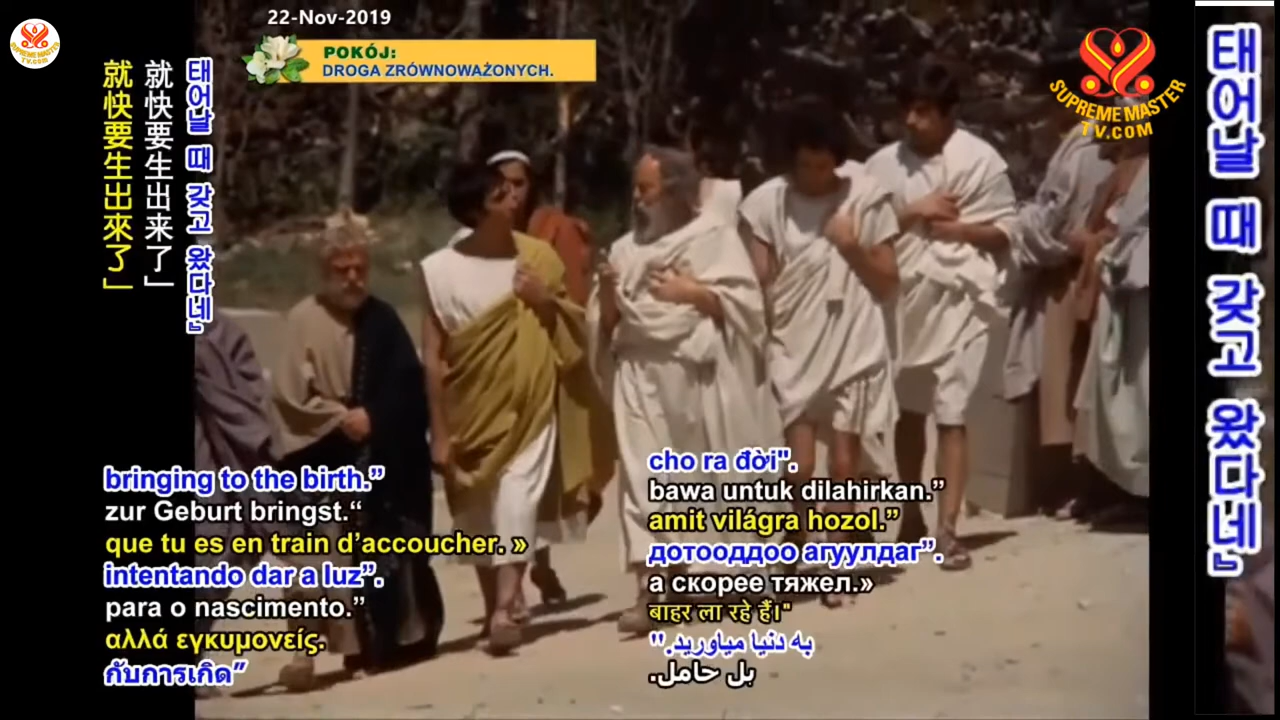 SUPREME MASTER
TV.com
22-Nov-2019
POKÓJ:
DROGA ZRÓWNOWAŻONYCH.
SUPREME MASTER
TV.COM
태어날 때 갖고 왔다네』
就快要生出来了」
就快要生出來了」
태어날 때 갖고 왔다네』
bringing to the birth.”
zur Geburt bringst.“
que tu es en train d’accoucher. »
intentando dar a luz”.
para o nascimento.”
αλλά εγκυμονείς.
กับการเกิด”
cho ra đời".
bawa untuk dilahirkan.”
amit világra hozol.”
дотооддоо агуулдаг”.
а скорее тяжел.»
बाहर ला रहे हैं।"
به دنیا میاورید."
بل حامل.